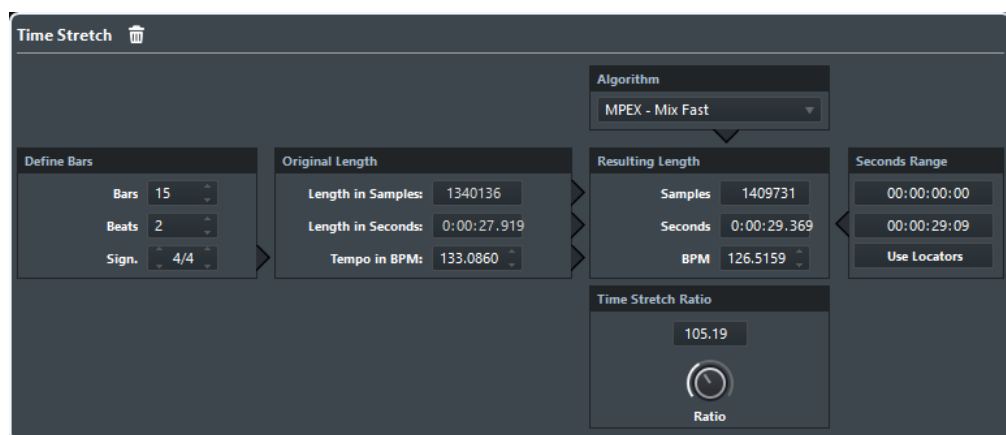 Time Stretch
Algorithm
MPEX - Mix Fast
Define Bars
Bars 15
Beats 2
Sign. 4/4
Original Length
Length in Samples: 1340136
Length in Seconds: 0:00:27.919
Tempo in BPM: 133.0860
Resulting Length
Samples 1409731
Seconds 0:00:29.369
BPM 126.5159
Seconds Range
00:00:00:00
00:00:29:09
Use Locators
Time Stretch Ratio
105.19
Ratio